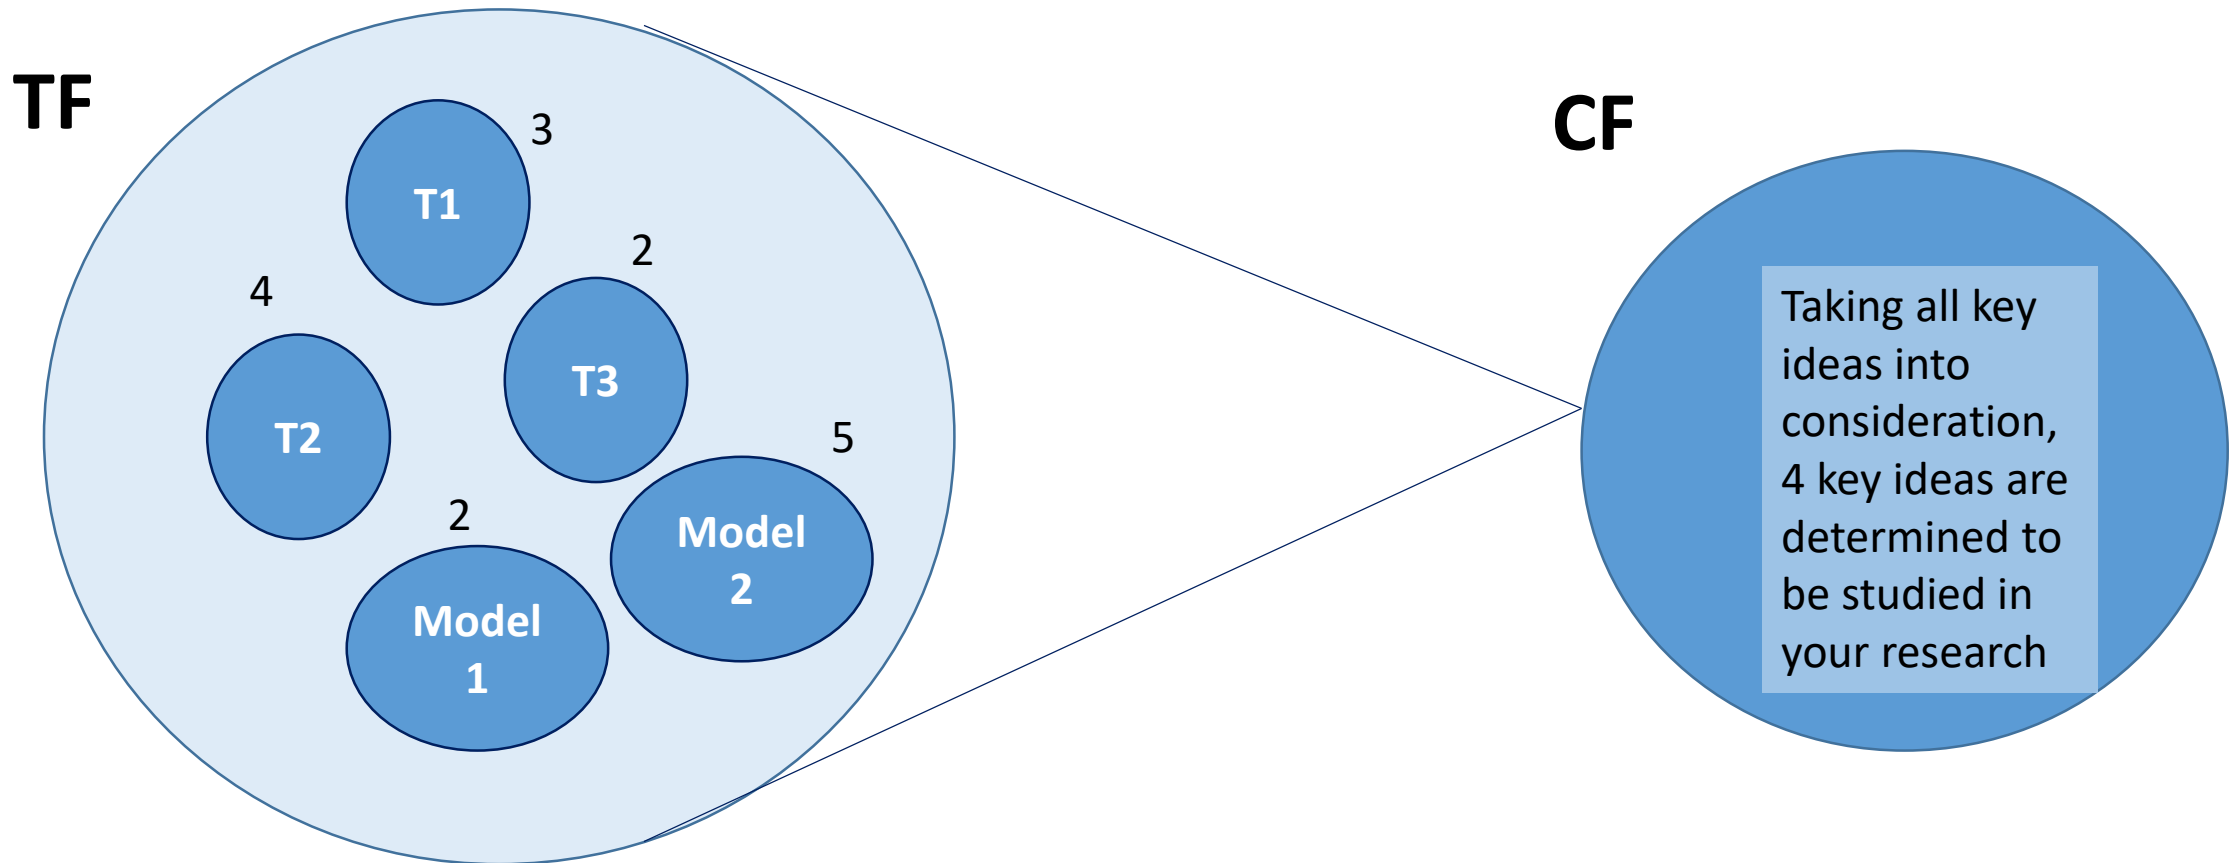 TF
3
T1
2
4
T3
T2
5
2
Model
2
Model
1
CF
Taking all key
ideas into
consideration,
4 key ideas are
determined to
be studied in
your research